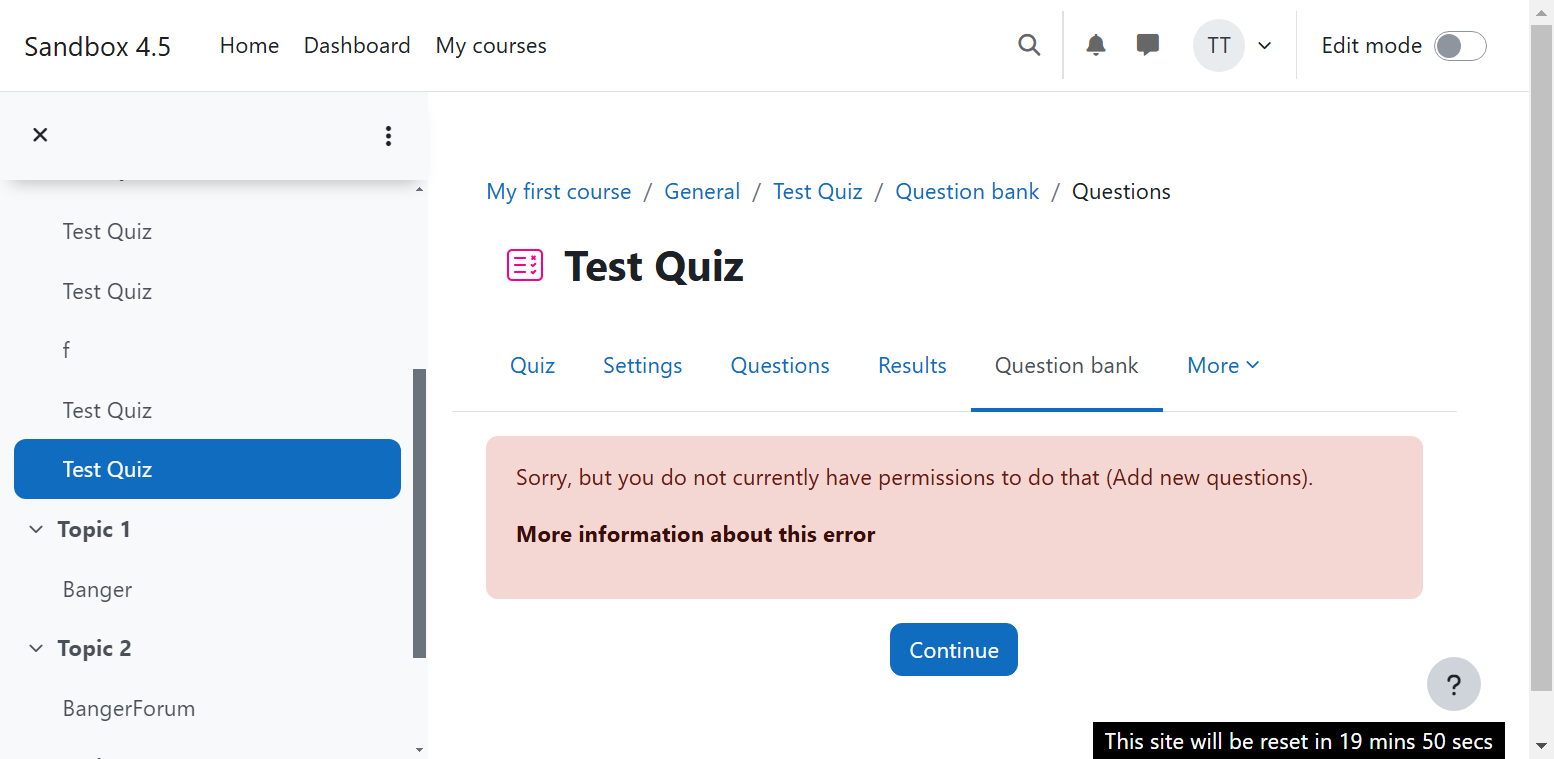 Sandbox 4.5 Home Dashboard My courses TT Edit mode
My first course / General / Test Quiz / Question bank / Questions
Test Quiz
Test Quiz
f
Test Quiz
Test Quiz
Topic 1
Banger
Topic 2
BangerForum
Test Quiz
Quiz Settings Questions Results Question bank More
Sorry, but you do not currently have permissions to do that (Add new questions).
More information about this error
Continue
?
This site will be reset in 19 mins 50 secs